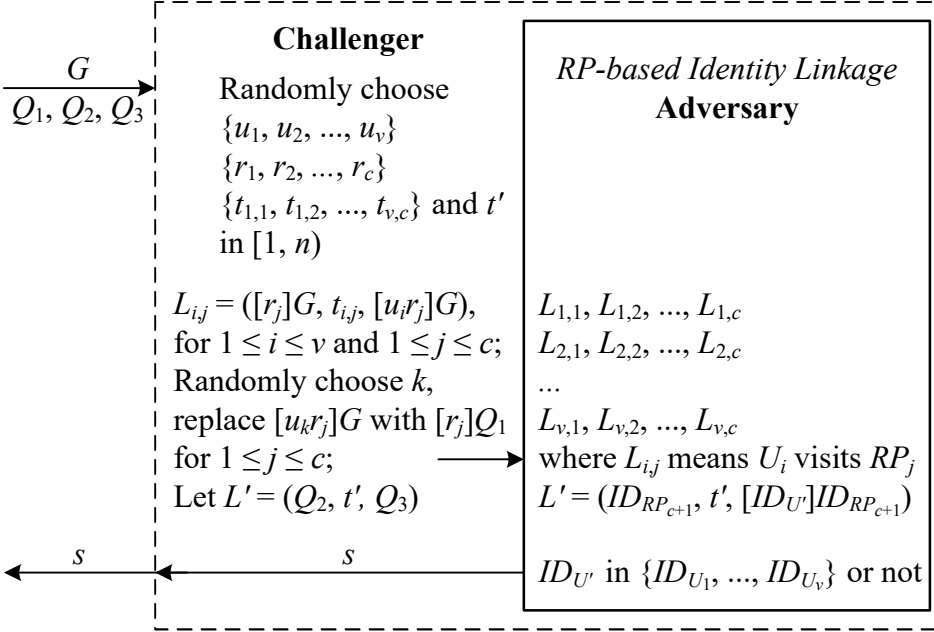 Challenger
G
Q1, Q2, Q3
Randomly choose
{u1, u2, ..., uv}
{r1, r2, ..., rc}
{t1,1, t1,2, ..., tv,c} and t′
in [1, n)
Li,j = ([rj]G, ti,j, [uirj]G),
for 1 ≤ i ≤ v and 1 ≤ j ≤ c;
Randomly choose k,
replace [ukrj]G with [rj]Q1
for 1 ≤ j ≤ c;
Let L′ = (Q2, t′, Q3)
s
s
RP-based Identity Linkage
Adversary
L1,1, L1,2, ..., L1,c
L2,1, L2,2, ..., L2,c
...
Lv,1, Lv,2, ..., Lv,c
where Li,j means Ui visits RPj
L′ = (IDRPc+1, t′, [IDU′]IDRPc+1)
IDU′ in {IDU1, ..., IDUv} or not